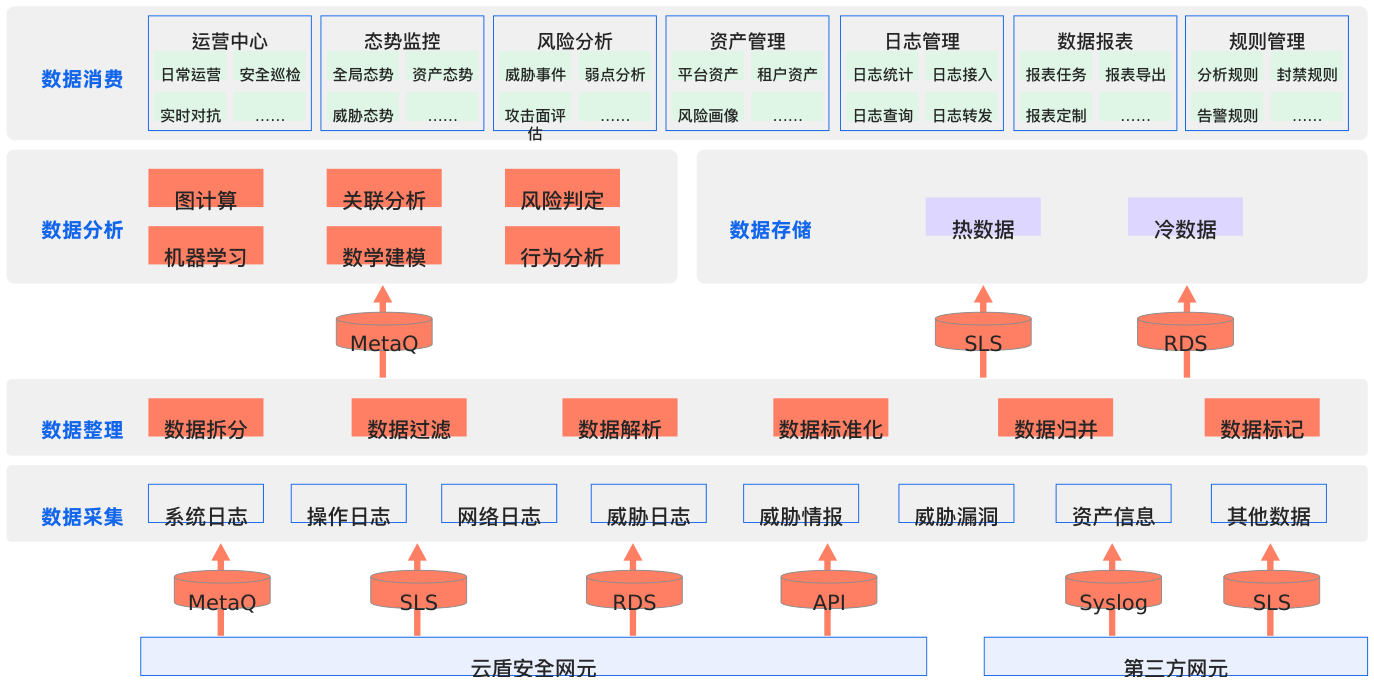 数据消费
运营中心
日常运营
安全巡检
实时对抗
……
态势监控
全局态势
资产态势
威胁态势
……
风险分析
威胁事件
弱点分析
攻击面评
估
……
资产管理
平台资产
租户资产
风险画像
……
日志管理
日志统计
日志接入
日志查询
日志转发
数据报表
报表任务
报表导出
报表定制
……
规则管理
分析规则
封禁规则
告警规则
……
数据分析
图计算
关联分析
风险判定
机器学习
数学建模
行为分析
数据存储
热数据
冷数据
MetaQ
SLS
RDS
数据整理
数据拆分
数据过滤
数据解析
数据标准化
数据归并
数据标记
数据采集
系统日志
操作日志
网络日志
威胁日志
威胁情报
威胁漏洞
资产信息
其他数据
MetaQ
SLS
RDS
API
Syslog
SLS
云盾安全网元
第三方网元